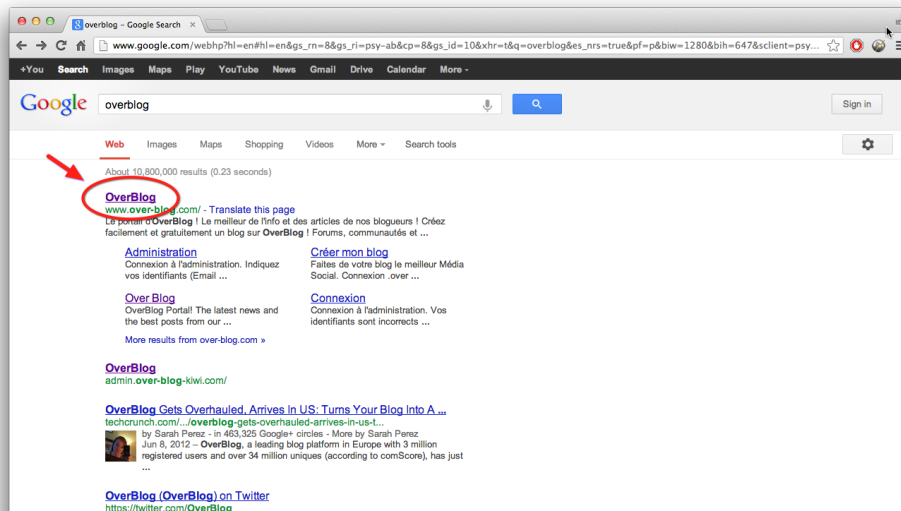 overblog - Google Search
www.google.com/webhp?hl=en#hl=en&gs_rn=8&gs_ri=psy-ab&cp=8&gs_id=10&xhr=t&q=overblog&es_nrs=true&pf=p&biw=1280&bih=647&sclient=psy...
+You Search Images Maps Play YouTube News Gmail Drive Calendar More
Google overblog Sign in
Web Images Maps Shopping Videos More Search tools
About 10,800,000 results (0.23 seconds)
OverBlog
www.over-blog.com/ - Translate this page
Le portail d'OverBlog ! Le meilleur de l'info et des articles de nos blogueurs ! Créez
facilement et gratuitement un blog sur OverBlog ! Forums, communautés et ...
Administration
Connexion à l'administration. Indiquez
vos identifiants (Email ...
Créer mon blog
Faites de votre blog le meilleur Média
Social. Connexion .over ...
Over Blog
OverBlog Portal! The latest news and
the best posts from our ...
Connexion
Connexion à l'administration. Vos
identifiants sont incorrects ...
More results from over-blog.com »
OverBlog
admin.over-blog-kiwi.com/
OverBlog Gets Overhauled, Arrives In US: Turns Your Blog Into A ...
techcrunch.com/.../overblog-gets-overhauled-arrives-in-us-t...
by Sarah Perez - in 463,325 Google+ circles - More by Sarah Perez
Jun 8, 2012 – OverBlog, a leading blog platform in Europe with 3 million
registered users and over 34 million uniques (according to comScore), has just
...
OverBlog (OverBlog) on Twitter
https://twitter.com/OverBlog